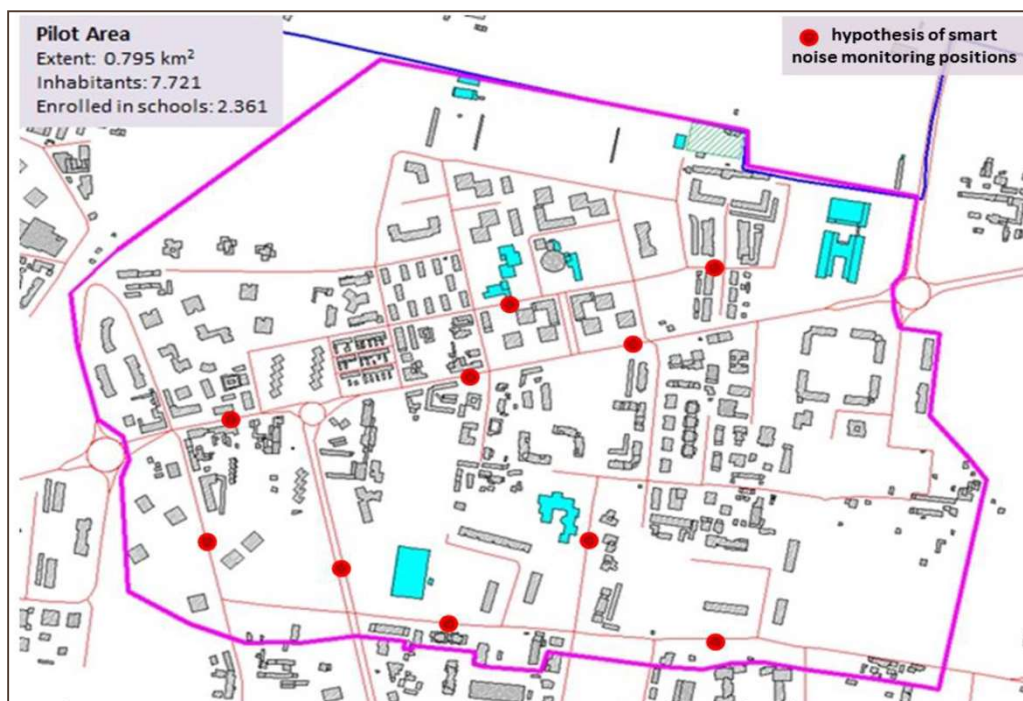 Pilot Area
Extent: 0.795 km²
Inhabitants: 7.721
Enrolled in schools: 2.361
hypothesis of smart
noise monitoring positions